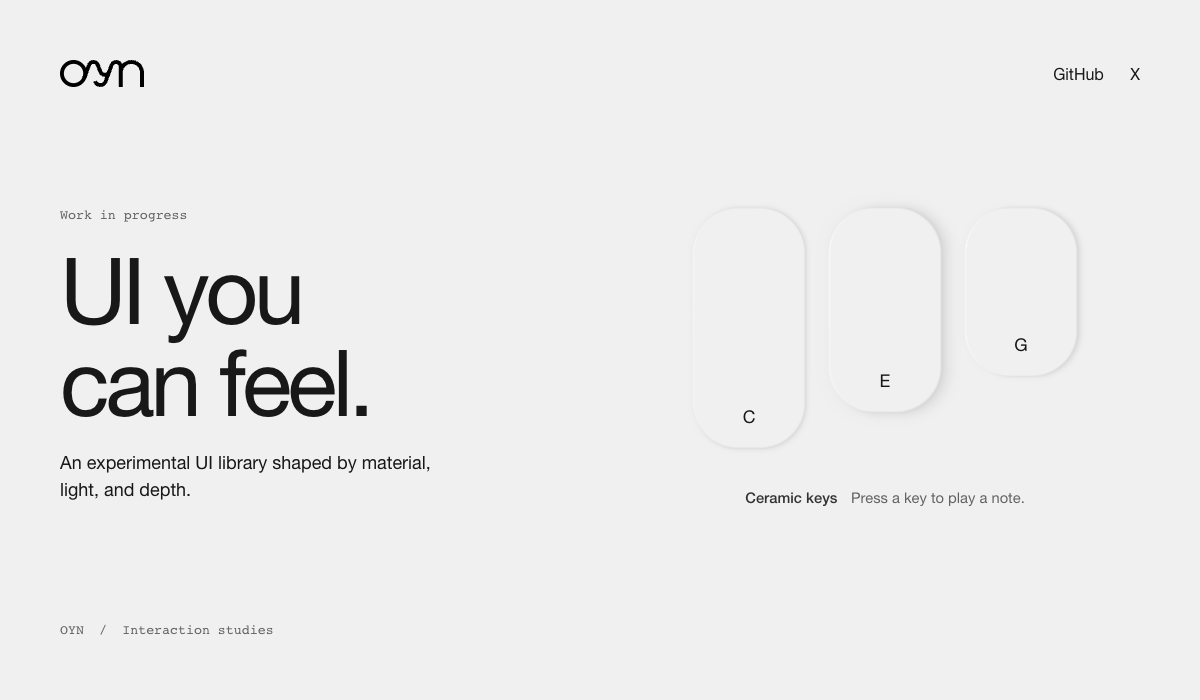 oyn
GitHub X
Work in progress
UI you
can feel.
An experimental UI library shaped by material,
light, and depth.
C
E
G
Ceramic keys Press a key to play a note.
OYN / Interaction studies